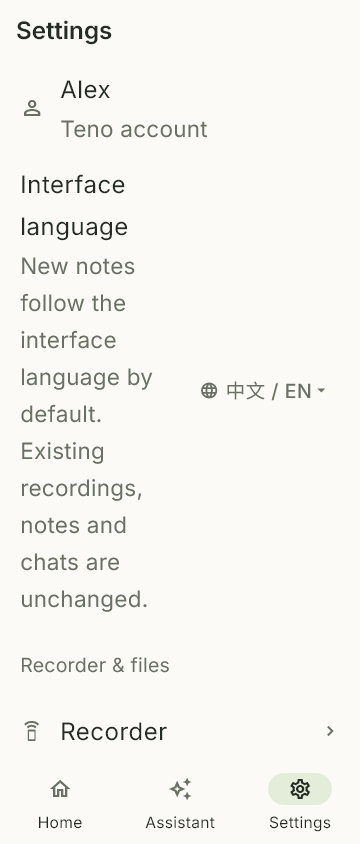 Settings
Alex
Teno account
Interface
language
New notes
follow the
interface
language by
default.
Existing
recordings,
notes and
chats are
unchanged.
中文 / EN
Recorder & files
Recorder
Home
Assistant
Settings